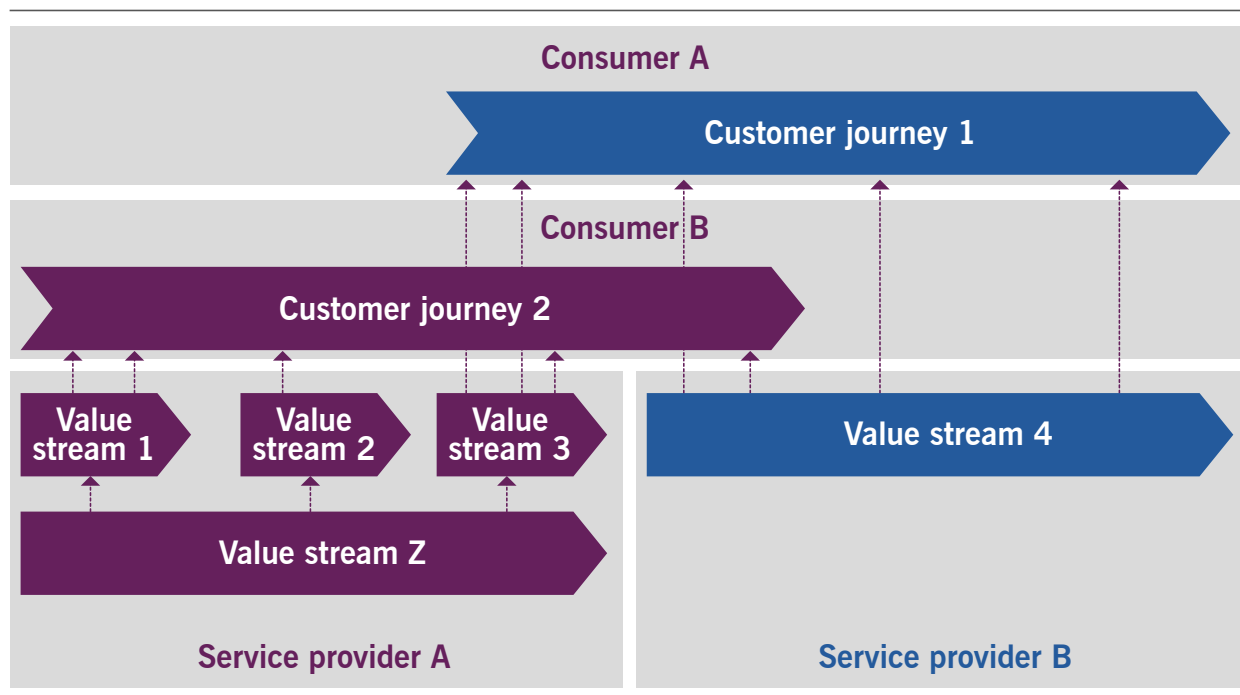 Consumer A
Customer journey 1
Consumer B
Customer journey 2
Value
stream 1
Value
stream 2
Value
stream 3
Value stream 4
Value stream Z
Service provider A
Service provider B